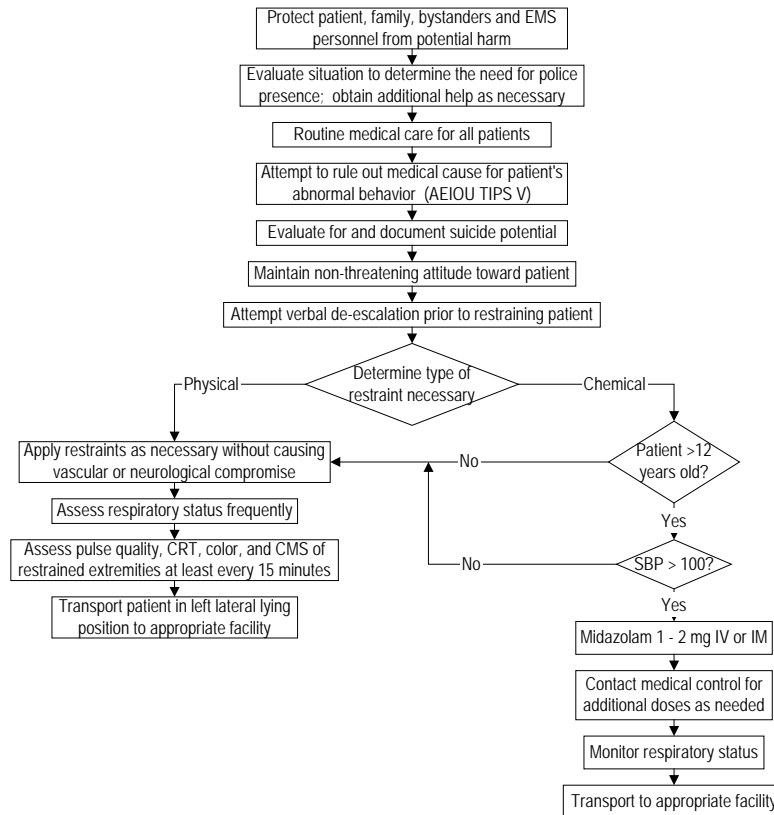 Protect patient, family, bystanders and EMS
personnel from potential harm
Evaluate situation to determine the need for police
presence; obtain additional help as necessary
Routine medical care for all patients
Attempt to rule out medical cause for patient's
abnormal behavior (AEIOU TIPS V)
Evaluate for and document suicide potential
Maintain non-threatening attitude toward patient
Attempt verbal de-escalation prior to restraining patient
Determine type of
restraint necessary
Physical
Chemical
Apply restraints as necessary without causing
vascular or neurological compromise
Assess respiratory status frequently
Assess pulse quality, CRT, color, and CMS of
restrained extremities at least every 15 minutes
Transport patient in left lateral lying
position to appropriate facility
Patient >12
years old?
No
Yes
SBP > 100?
No
Yes
Midazolam 1 - 2 mg IV or IM
Contact medical control for
additional doses as needed
Monitor respiratory status
Transport to appropriate facility